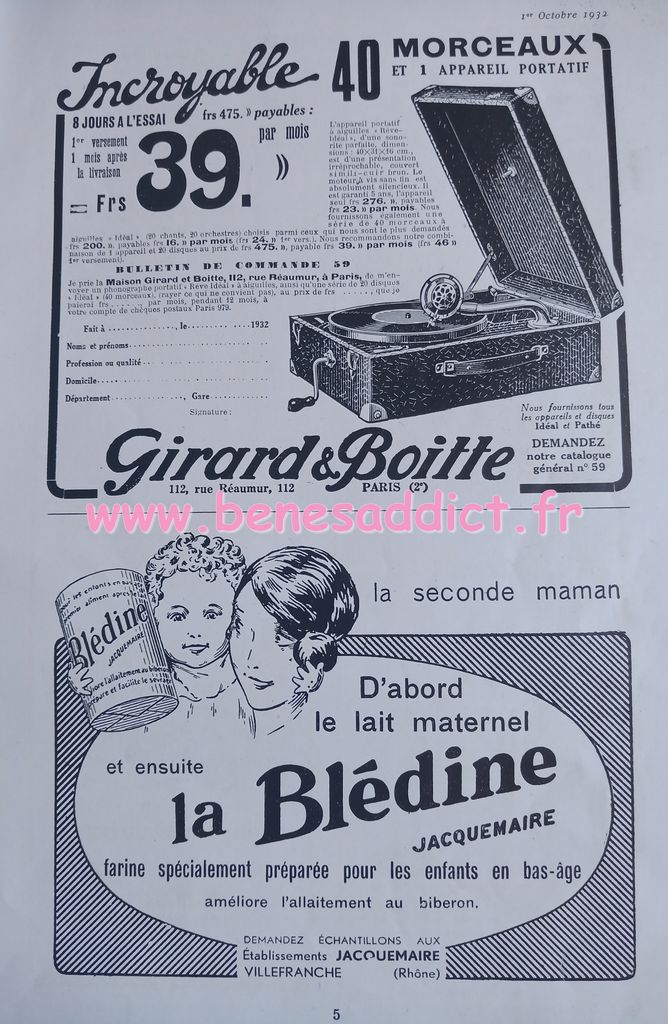 1er Octobre 1932
Incroyable
40 MORCEAUX
ET 1 APPAREIL PORTATIF
8 JOURS A L'ESSAI
frs 475. » payables :
1er versement
1 mois après
la livraison
= Frs 39. »
par mois
L'appareil portatif
à aiguilles « Rêve-
Idéal », d'une sono-
rité parfaite, dimen-
sions : 40×31×16 cm.,
est d'une présentation
irréprochable, couvert
simili-cuir brun. Le
moteur à vis sans fin est
absolument silencieux. Il
est garanti 5 ans, l'appareil
seul frs 276. », payables
frs 23. » par mois. Nous
fournissons également une
série de 40 morceaux à
aiguilles « Idéal » (20 chants, 20 orchestres) choisis parmi ceux qui nous sont le plus demandés
frs 200. », payables frs 16. » par mois (frs 24. » 1er vers.). Nous recommandons notre combi-
naison de 1 appareil et 20 disques au prix de frs 475. », payable frs 39. » par mois (frs 46 »
1er versement).
BULLETIN DE COMMANDE 59
Je prie la Maison Girard et Boitte, 112, rue Réaumur, à Paris, de m'en-
voyer un phonographe portatif « Rêve Idéal » à aiguilles, ainsi qu'une série de 20 disques
« Idéal » (40 morceaux), (rayer ce qui ne convient pas), au prix de frs ......, que je
paierai frs ..... par mois, pendant 12 mois, à
votre compte de chèques postaux Paris 979.
Fait à ............, le ............ 1932
Noms et prénoms
Profession ou qualité
Domicile
Département ........, Gare ........
Signature :
Nous fournissons tous
les appareils et disques
Idéal et Pathé
DEMANDEZ
notre catalogue
général n° 59
Girard & Boitte
112, rue Réaumur, 112 PARIS (2e)
www.benesaddict.fr
la seconde maman
Blédine
JACQUEMAIRE
D'abord
le lait maternel
et ensuite
la Blédine
JACQUEMAIRE
farine spécialement préparée pour les enfants en bas-âge
améliore l'allaitement au biberon.
DEMANDEZ ÉCHANTILLONS AUX
Établissements JACQUEMAIRE
VILLEFRANCHE (Rhône)
5